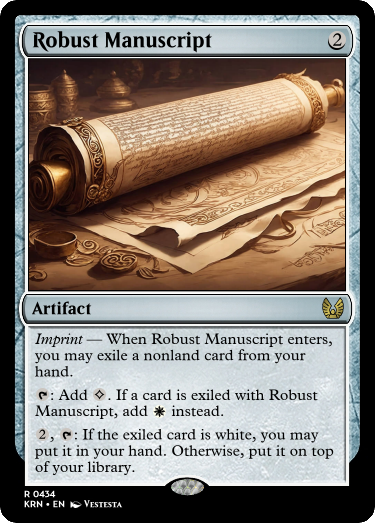 Robust Manuscript 2
Artifact
Imprint — When Robust Manuscript enters,
you may exile a nonland card from your
hand.
: Add . If a card is exiled with Robust
Manuscript, add instead.
2 , : If the exiled card is white, you may
put it in your hand. Otherwise, put it on top
of your library.
R 0434
KRN • EN Vestesta